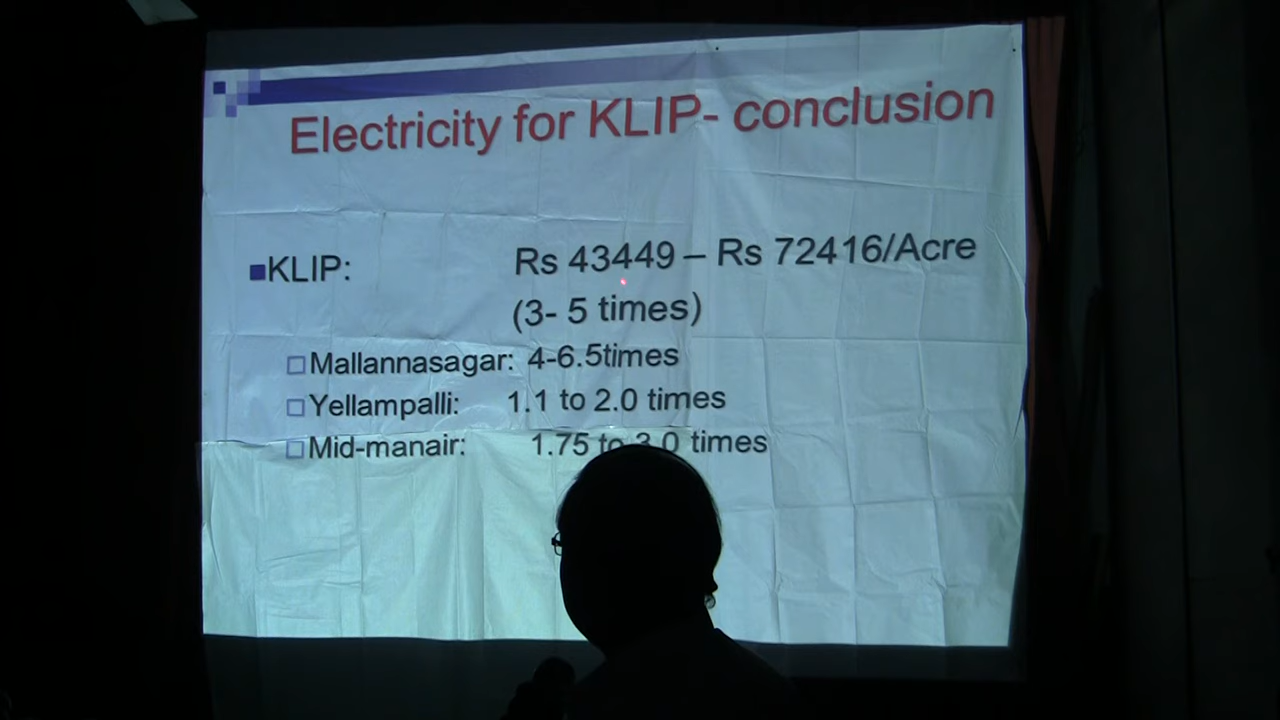 Electricity for KLIP- conclusion
KLIP: Rs 43449 – Rs 72416/Acre
(3- 5 times)
Mallannasagar: 4-6.5times
Yellampalli: 1.1 to 2.0 times
Mid-manair: 1.75 to 3.0 times